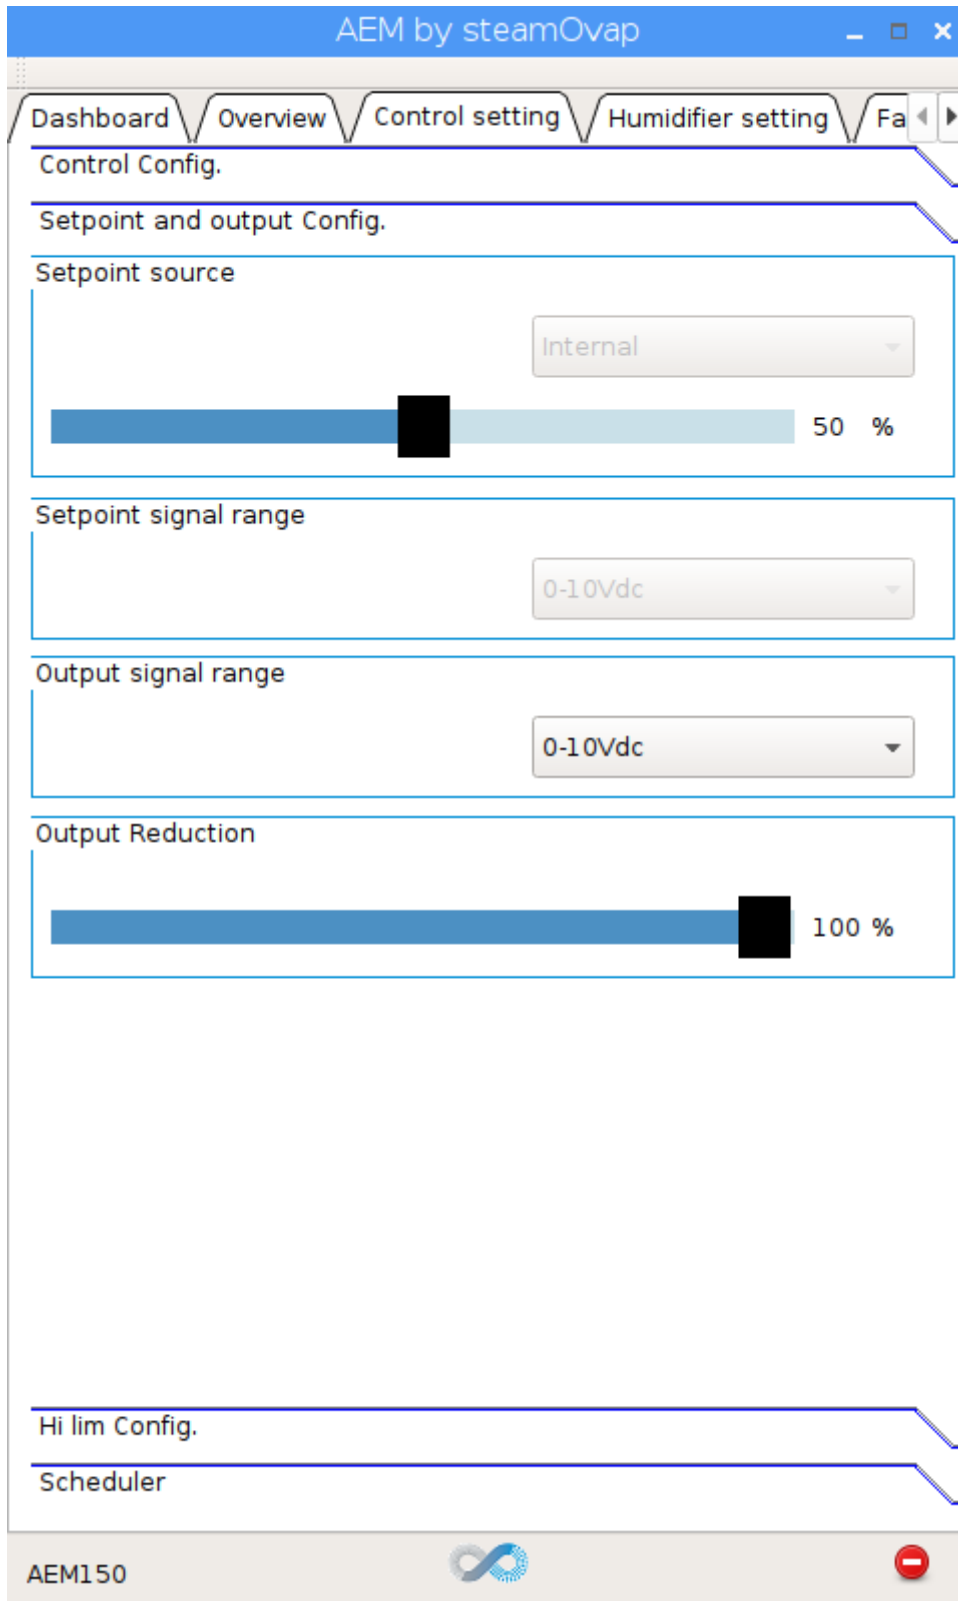 AEM by steamOvap
Dashboard Overview Control setting Humidifier setting Fa
Control Config.
Setpoint and output Config.
Setpoint source
Internal
50 %
Setpoint signal range
0-10Vdc
Output signal range
0-10Vdc
Output Reduction
100 %
Hi lim Config.
Scheduler
AEM150